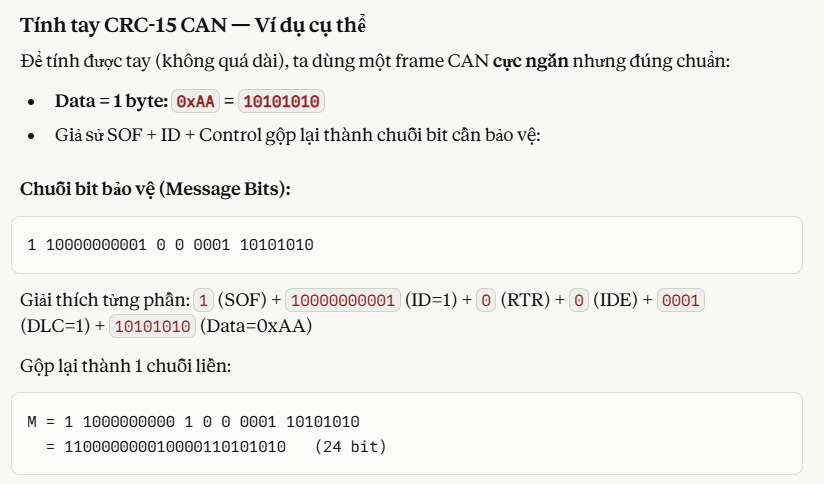 Tính tay CRC-15 CAN — Ví dụ cụ thể
Để tính được tay (không quá dài), ta dùng một frame CAN cực ngắn nhưng đúng chuẩn:
• Data = 1 byte: 0xAA = 10101010
• Giả sử SOF + ID + Control gộp lại thành chuỗi bit cần bảo vệ:
Chuỗi bit bảo vệ (Message Bits):
1 10000000001 0 0 0001 10101010
Giải thích từng phần: 1 (SOF) + 10000000001 (ID=1) + 0 (RTR) + 0 (IDE) + 0001
(DLC=1) + 10101010 (Data=0xAA)
Gộp lại thành 1 chuỗi liền:
M = 1 1000000000 1 0 0 0001 10101010
= 110000000010000110101010 (24 bit)